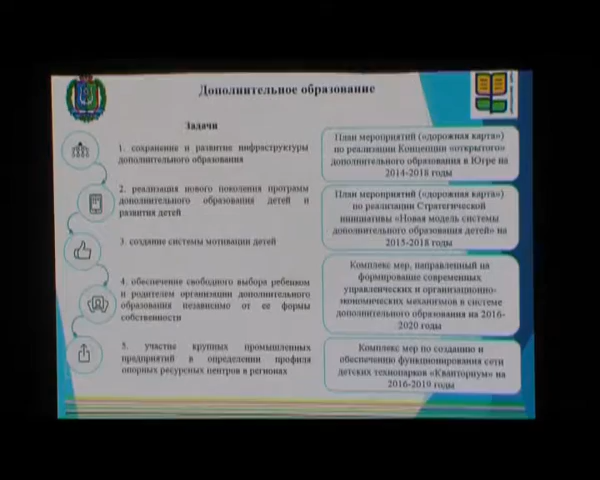 Дополнительное образование
Задачи
1. сохранение и развитие инфраструктуры
дополнительного образования
2. реализация нового поколения программ
дополнительного образования детей и
развития детей
3. создание системы мотивации детей
4. обеспечение свободного выбора ребенком
и родителем организации дополнительного
образования независимо от ее формы
собственности
5. участие крупных промышленных
предприятий в определении профиля
опорных ресурсных центров в регионах
План мероприятий («дорожная карта»)
по реализации Концепции «открытого»
дополнительного образования в Югре на
2014-2018 годы
План мероприятий («дорожная карта»)
по реализации Стратегической
инициативы «Новая модель системы
дополнительного образования детей» на
2015-2018 годы
Комплекс мер, направленный на
формирование современных
управленческих и организационно-
экономических механизмов в системе
дополнительного образования на 2016-
2020 годы
Комплекс мер по созданию и
обеспечению функционирования сети
детских технопарков «Кванториум» на
2016-2019 годы